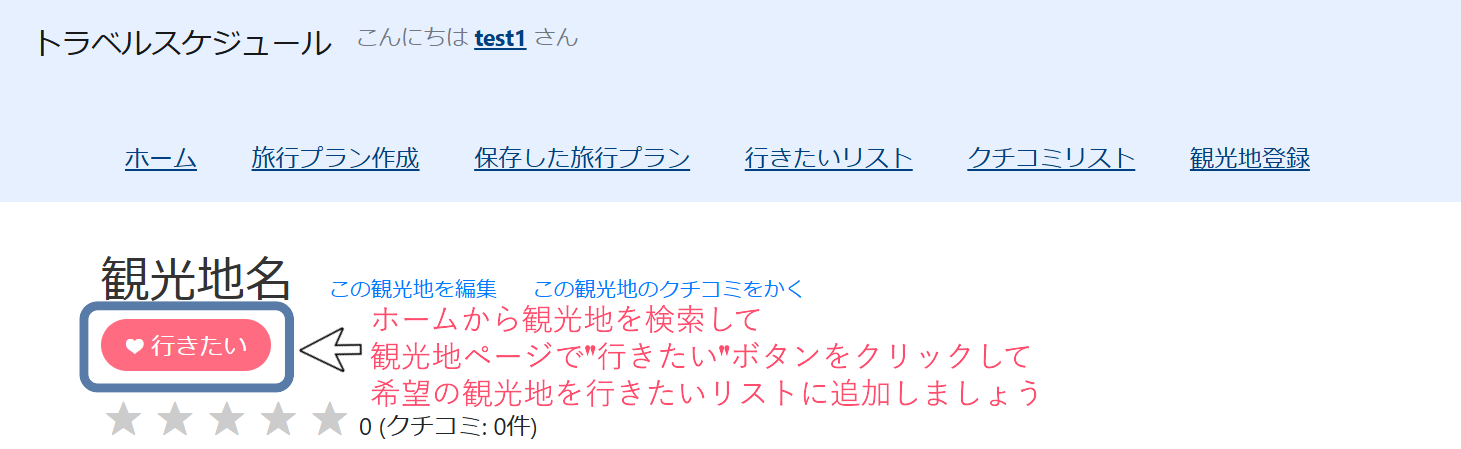 トラベルスケジュール こんにちは test1 さん
ホーム 旅行プラン作成 保存した旅行プラン 行きたいリスト クチコミリスト 観光地登録
観光地名 この観光地を編集 この観光地のクチコミをかく
ホームから観光地を検索して
行きたい
観光地ページで"行きたい"ボタンをクリックして
希望の観光地を行きたいリストに追加しましょう
0 (クチコミ: 0件)